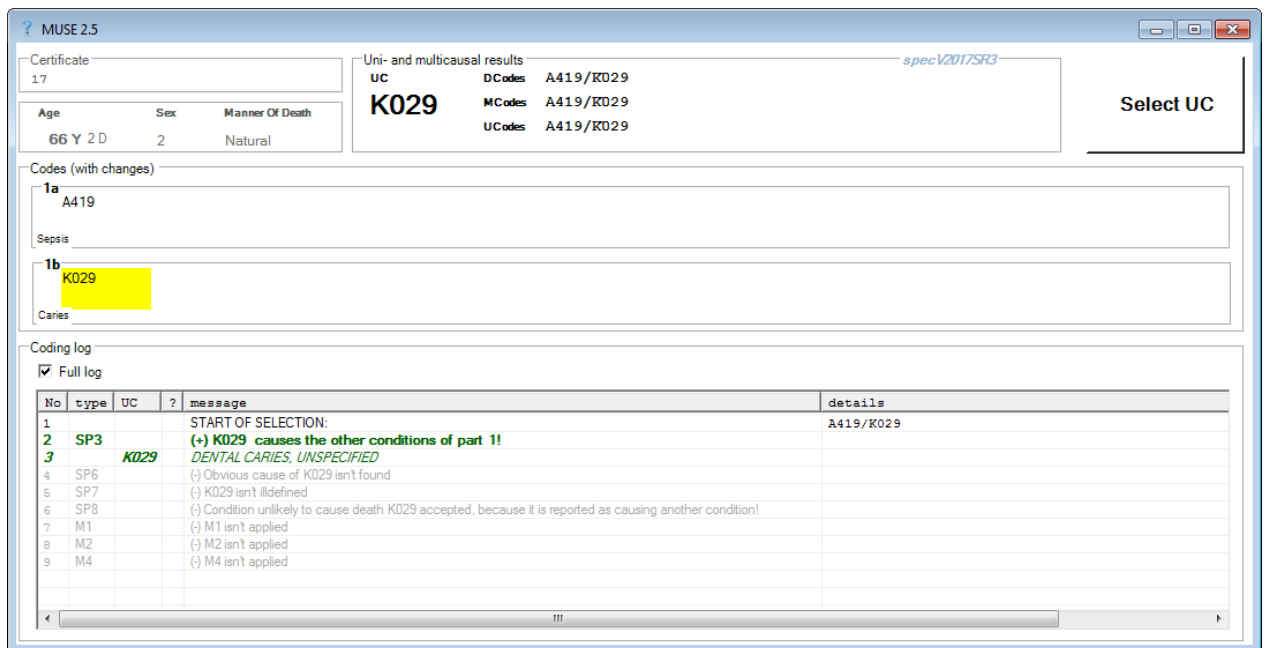 ? MUSE 2.5
Certificate
17
Age Sex Manner Of Death
66 Y 2 D 2 Natural
Uni- and multicausal results specV2017SR3
UC DCodes A419/K029
K029 MCodes A419/K029
UCodes A419/K029
Select UC
Codes (with changes)
1a
A419
Sepsis
1b
K029
Caries
Coding log
Full log
No type UC ? message details
1 START OF SELECTION: A419/K029
2 SP3 (+) K029 causes the other conditions of part 1!
3 K029 DENTAL CARIES, UNSPECIFIED
4 SP6 (-) Obvious cause of K029 isn't found
5 SP7 (-) K029 isn't illdefined
6 SP8 (-) Condition unlikely to cause death K029 accepted, because it is reported as causing another condition!
7 M1 (-) M1 isn't applied
8 M2 (-) M2 isn't applied
9 M4 (-) M4 isn't applied